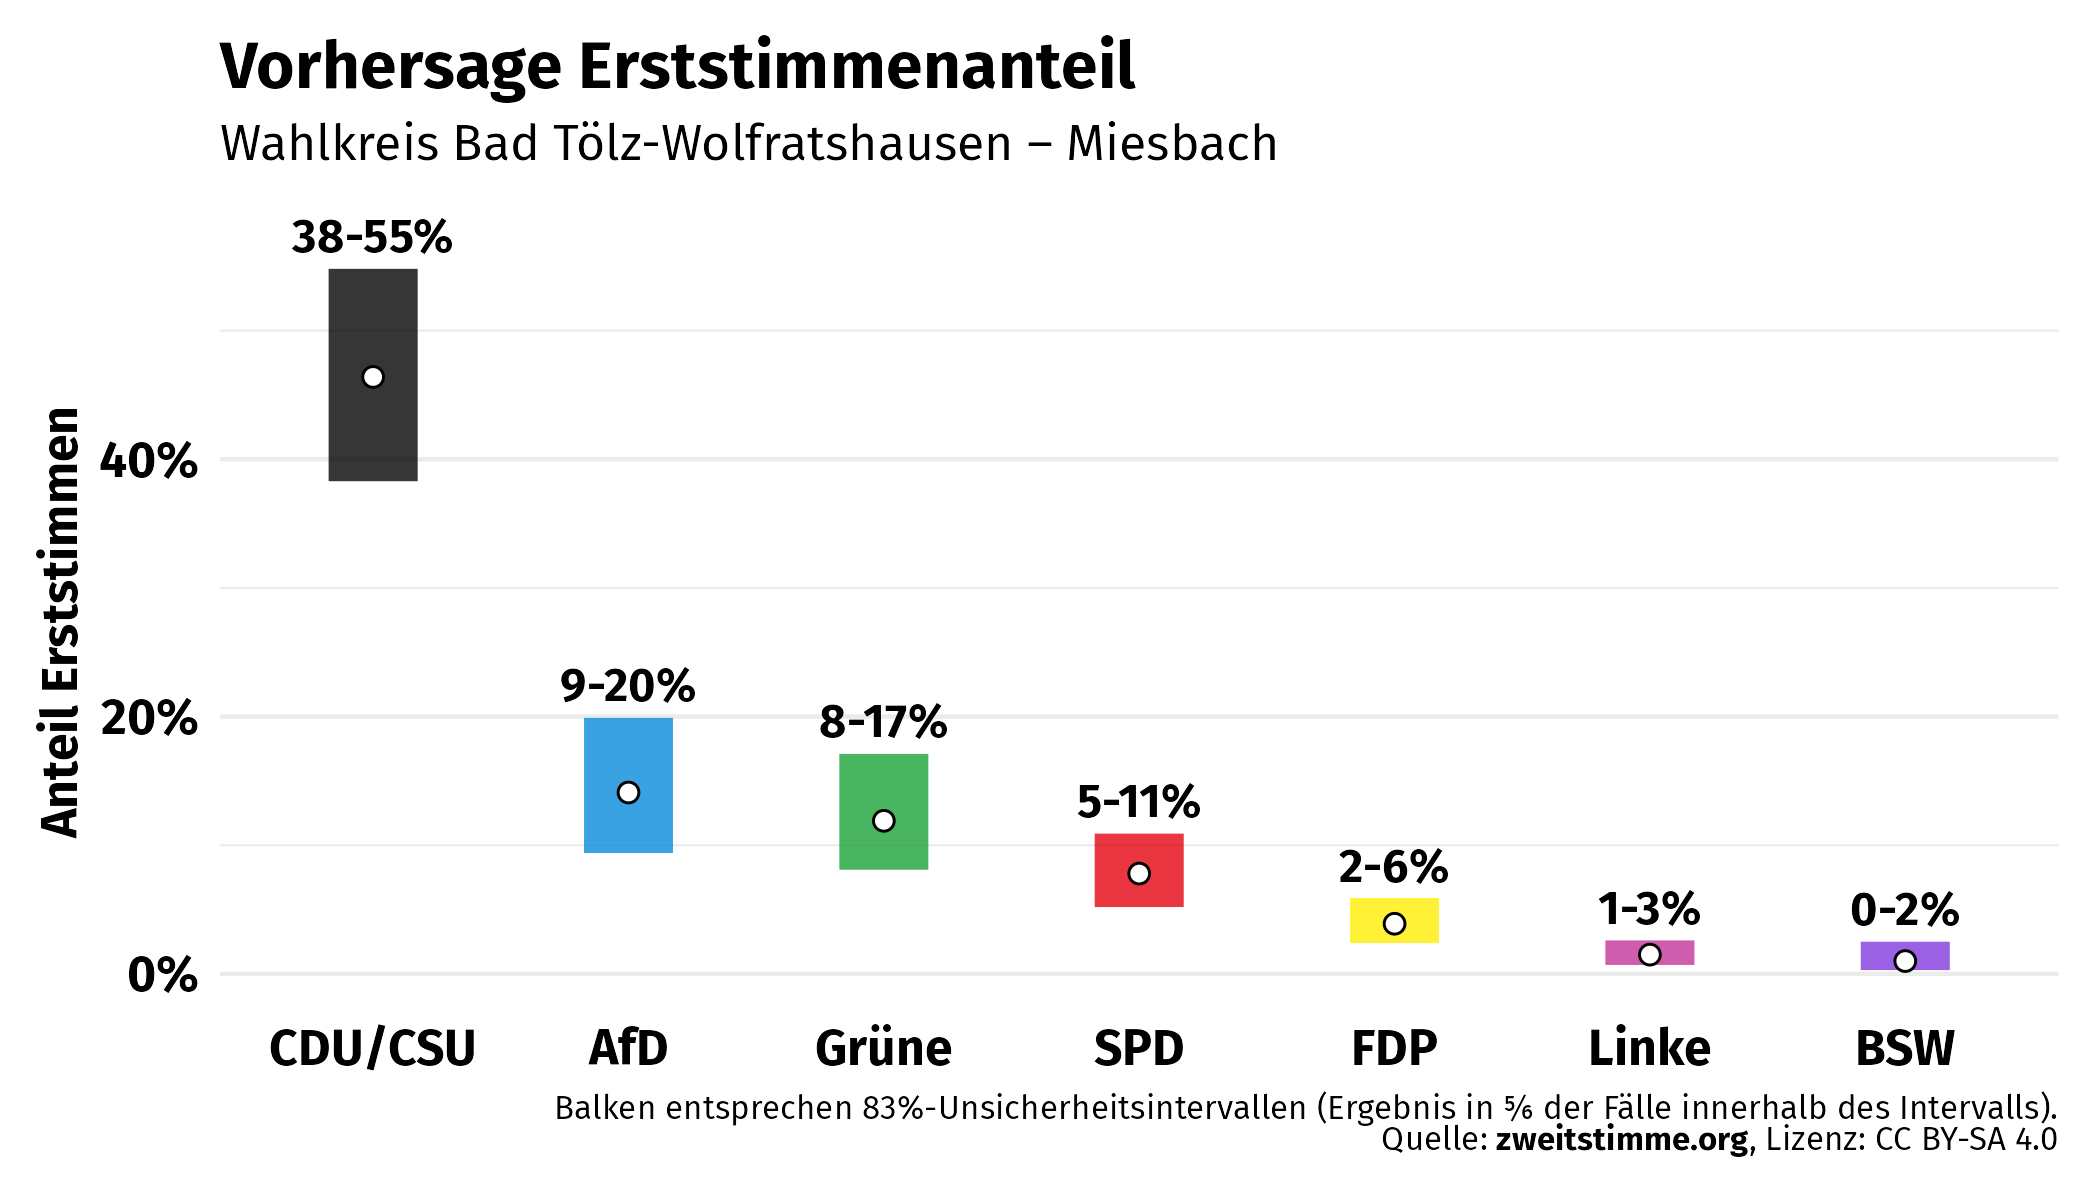 Vorhersage Erststimmenanteil
Wahlkreis Bad Tölz-Wolfratshausen – Miesbach
Anteil Erststimmen
40%
20%
0%
38-55%
9-20%
8-17%
5-11%
2-6%
1-3%
0-2%
CDU/CSU
AfD
Grüne
SPD
FDP
Linke
BSW
Balken entsprechen 83%-Unsicherheitsintervallen (Ergebnis in ⅚ der Fälle innerhalb des Intervalls).
Quelle: zweitstimme.org, Lizenz: CC BY-SA 4.0